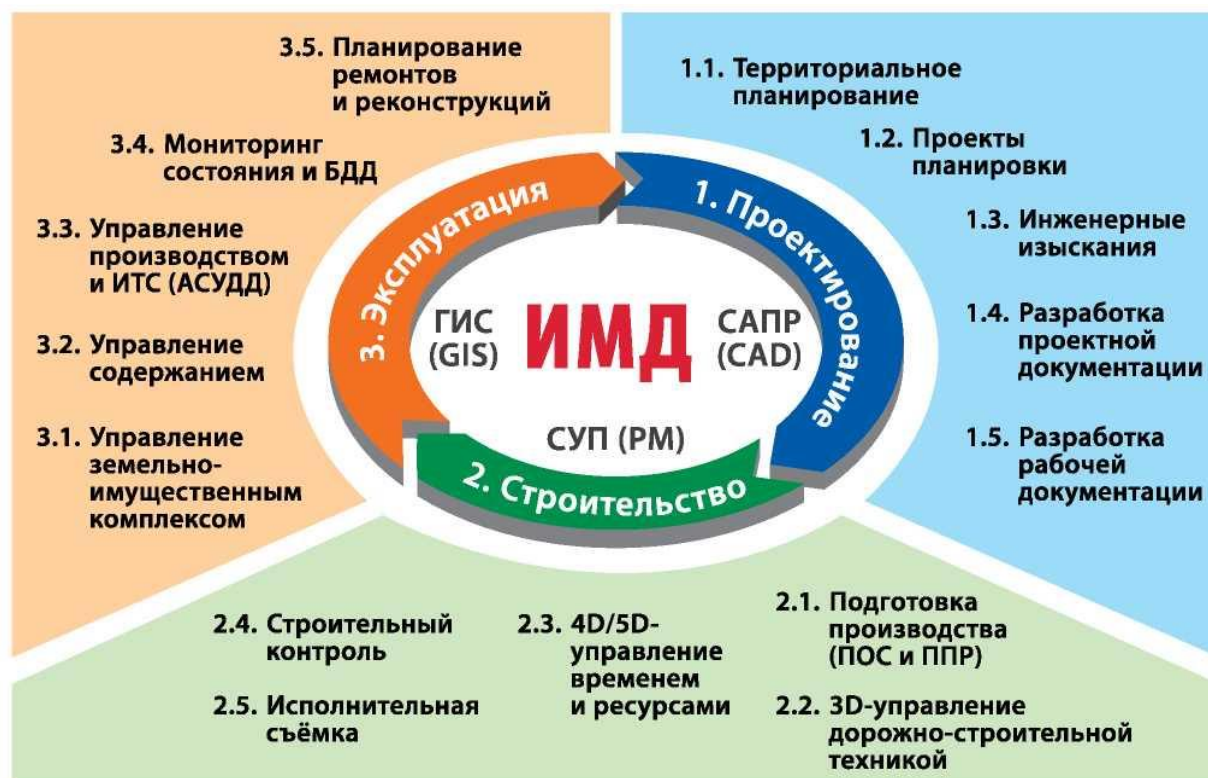 3.5. Планирование
ремонтов
и реконструкций
3.4. Мониторинг
состояния и БДД
3.3. Управление
производством
и ИТС (АСУДД)
3.2. Управление
содержанием
3.1. Управление
земельно-
имущественным
комплексом
1.1. Территориальное
планирование
1.2. Проекты
планировки
1.3. Инженерные
изыскания
1.4. Разработка
проектной
документации
1.5. Разработка
рабочей
документации
3. Эксплуатация
1. Проектирование
2. Строительство
ГИС
(GIS)
ИМД
САПР
(CAD)
СУП (PM)
2.4. Строительный
контроль
2.5. Исполнительная
съёмка
2.3. 4D/5D-
управление
временем
и ресурсами
2.1. Подготовка
производства
(ПОС и ППР)
2.2. 3D-управление
дорожно-строительной
техникой